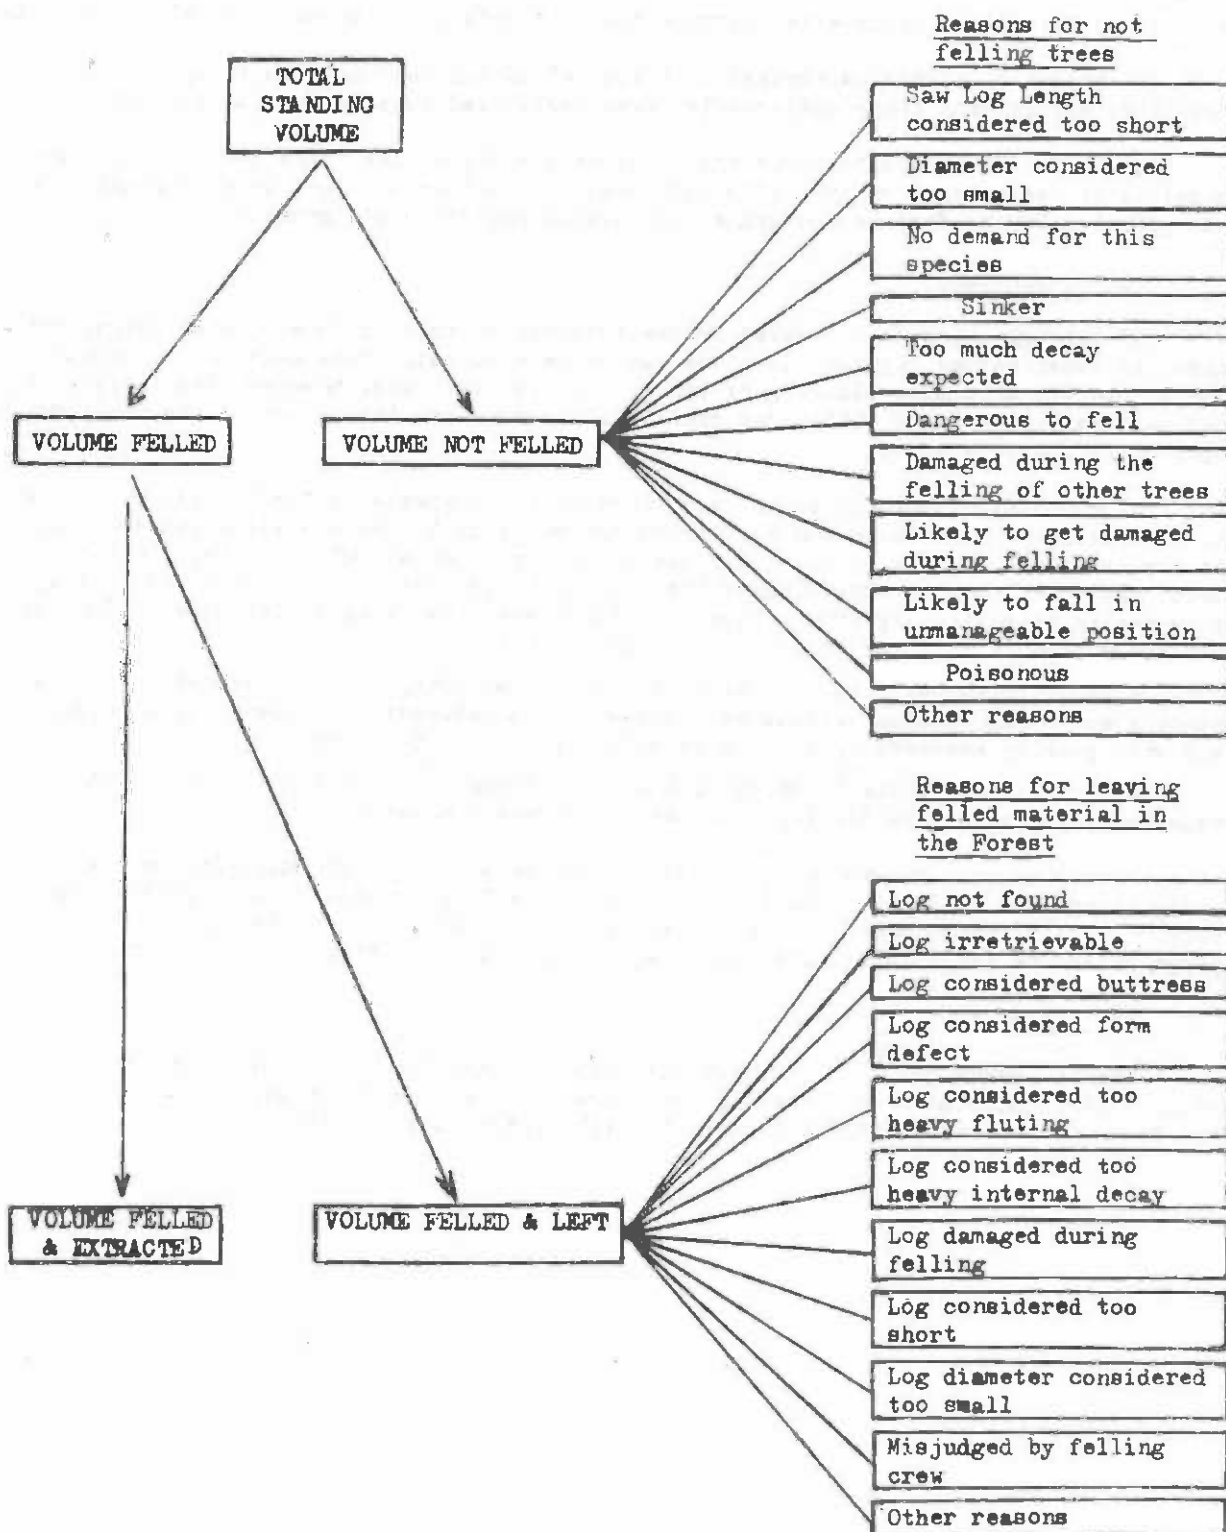 TOTAL
STANDING
VOLUME
VOLUME FELLED
VOLUME NOT FELLED
Reasons for not
felling trees
Saw Log Length
considered too short
Diameter considered
too small
No demand for this
species
Sinker
Too much decay
expected
Dangerous to fell
Damaged during the
felling of other trees
Likely to get damaged
during felling
Likely to fall in
unmanageable position
Poisonous
Other reasons
VOLUME FELLED
& EXTRACTED
VOLUME FELLED & LEFT
Reasons for leaving
felled material in
the Forest
Log not found
Log irretrievable
Log considered buttress
Log considered form
defect
Log considered too
heavy fluting
Log considered too
heavy internal decay
Log damaged during
felling
Log considered too
short
Log diameter considered
too small
Misjudged by felling
crew
Other reasons